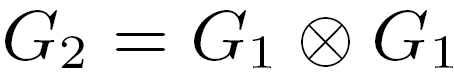 G₂ = G₁ ⊗ G₁